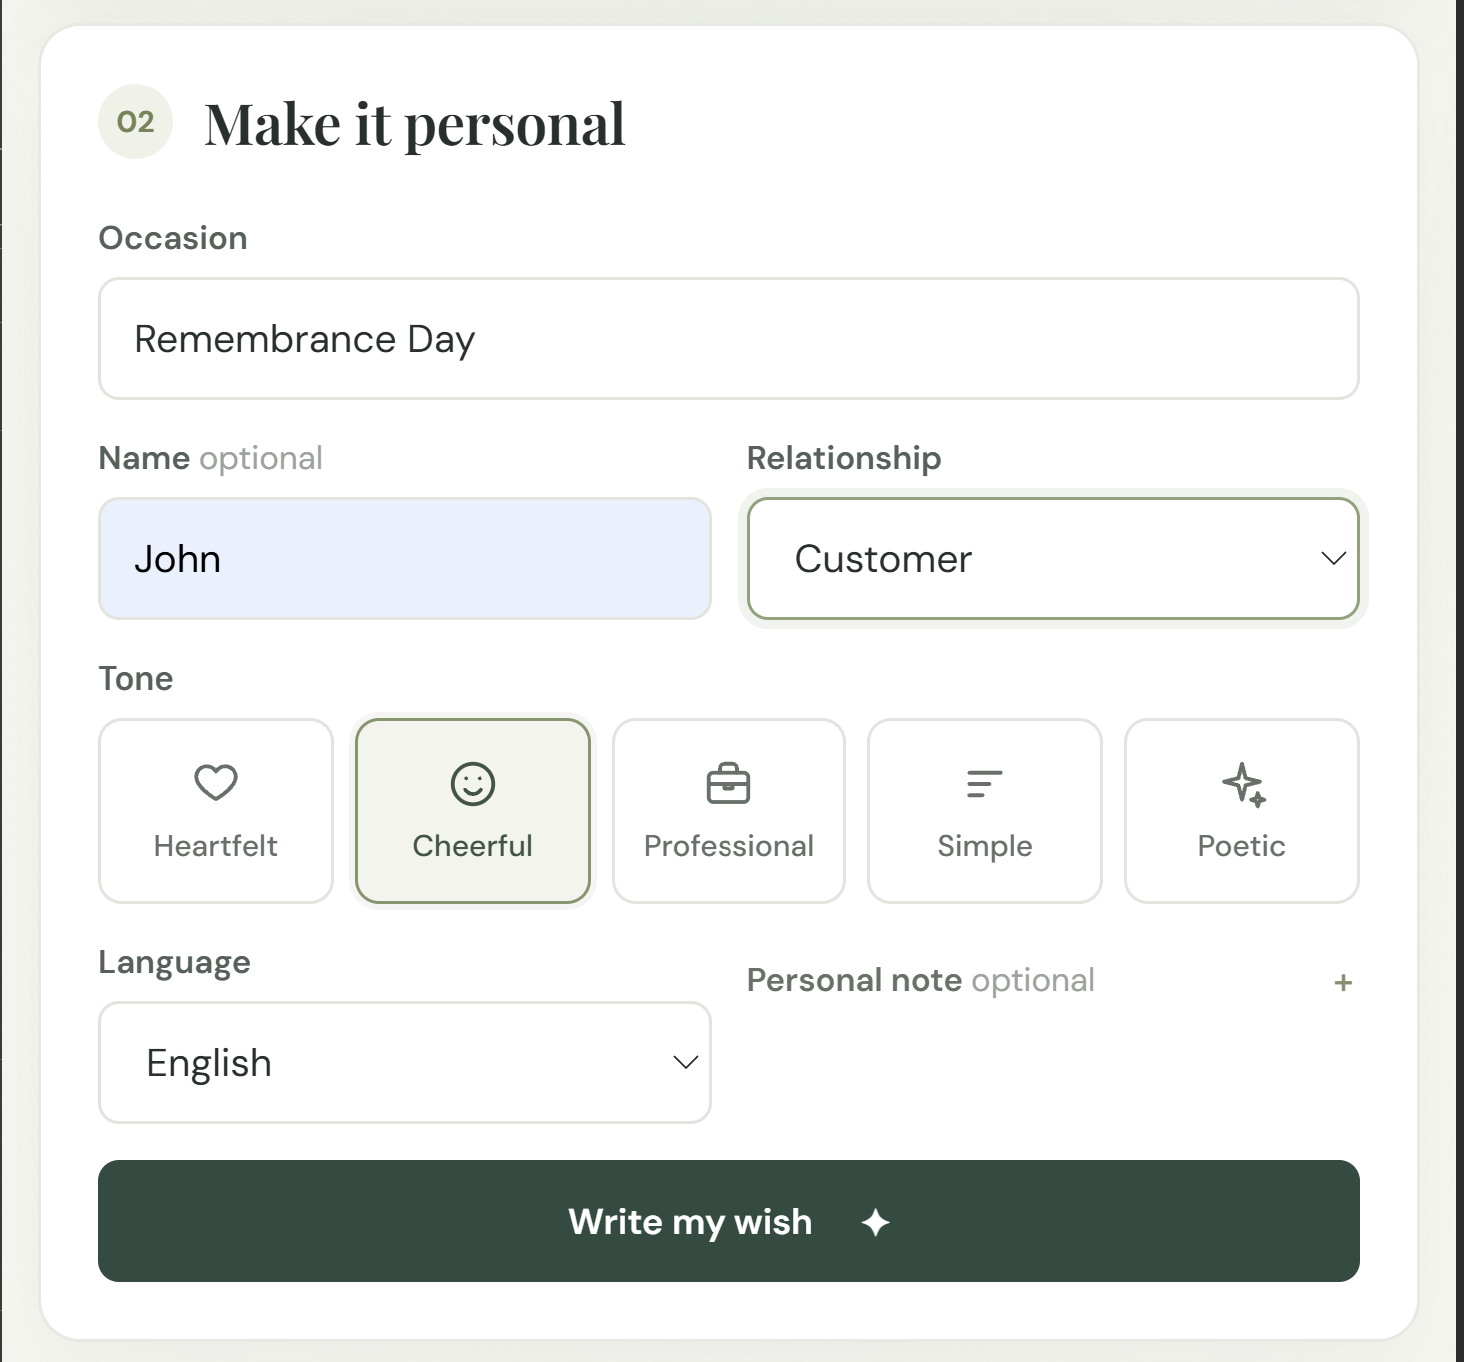 02 Make it personal
Occasion
Remembrance Day
Name optional
Relationship
John
Customer
Tone
Heartfelt
Cheerful
Professional
Simple
Poetic
Language
Personal note optional +
English
Write my wish